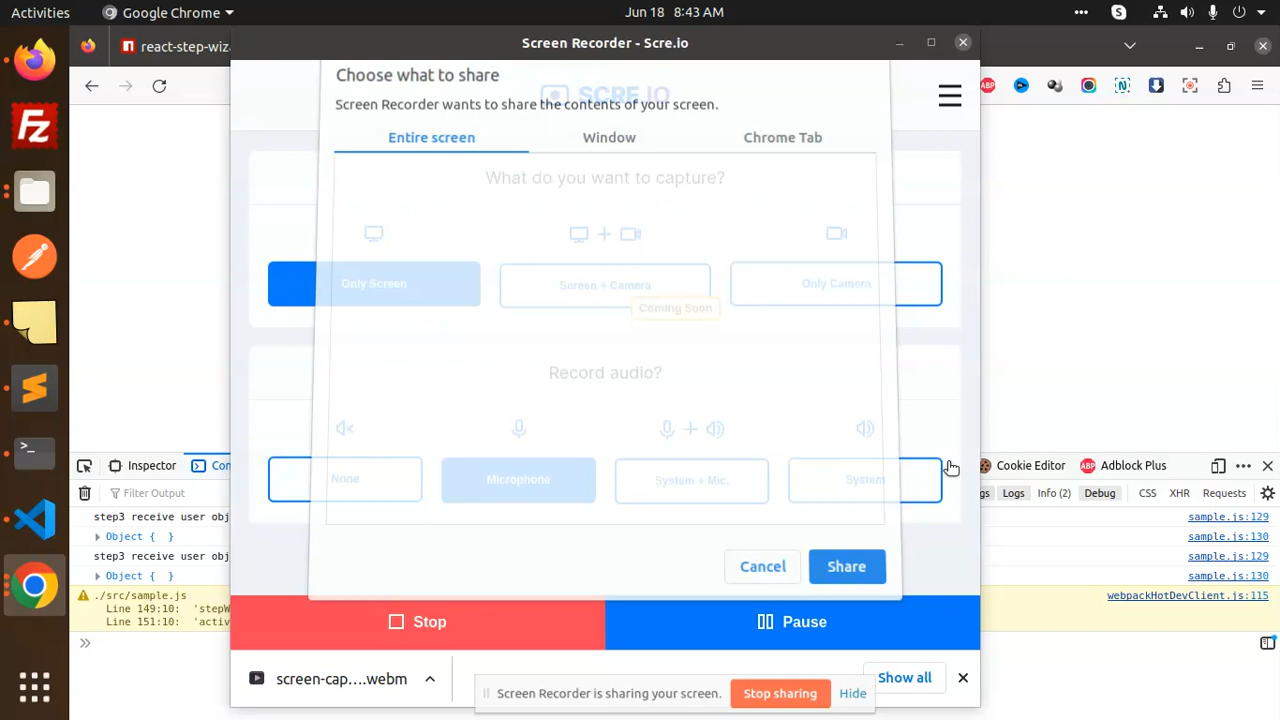 Activities
Google Chrome
Jun 18 8:43 AM
react-step-wiz
Screen Recorder - Scre.io
SCRE.IO
Choose what to share
Screen Recorder wants to share the contents of your screen.
Entire screen
Window
Chrome Tab
What do you want to capture?
Only Screen
Screen + Camera
Only Camera
Coming Soon
Record audio?
None
Microphone
System + Mic.
System
Cancel
Share
Stop
Pause
screen-cap....webm
Show all
Screen Recorder is sharing your screen.
Stop sharing
Hide
Inspector
Con
Cookie Editor
Adblock Plus
Filter Output
gs
Logs
Info (2)
Debug
CSS
XHR
Requests
step3 receive user obj
sample.js:129
Object { }
sample.js:130
step3 receive user obj
sample.js:129
Object { }
sample.js:130
./src/sample.js
webpackHotDevClient.js:115
Line 149:10: 'stepW
Line 151:10: 'activ